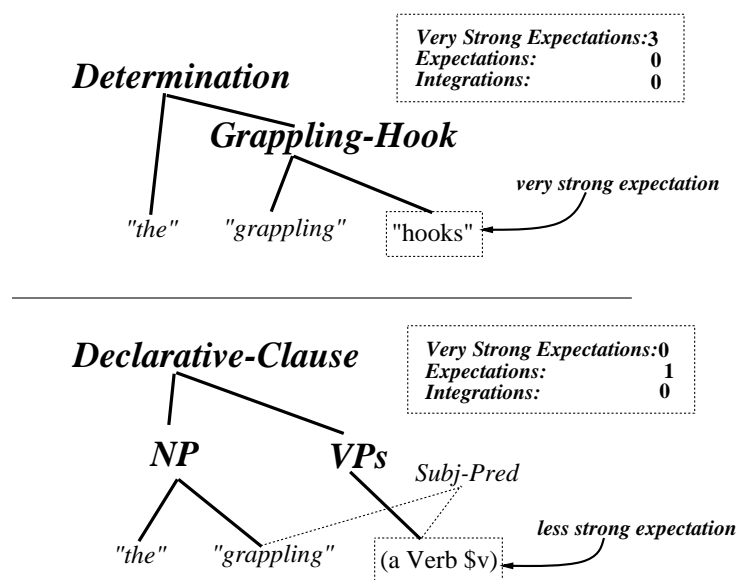 Very Strong Expectations:3
Expectations: 0
Integrations: 0
Determination
Grappling-Hook
very strong expectation
"the" "grappling" "hooks"
Declarative-Clause
Very Strong Expectations:0
Expectations: 1
Integrations: 0
NP VPs
Subj-Pred
less strong expectation
"the" "grappling" (a Verb $v)